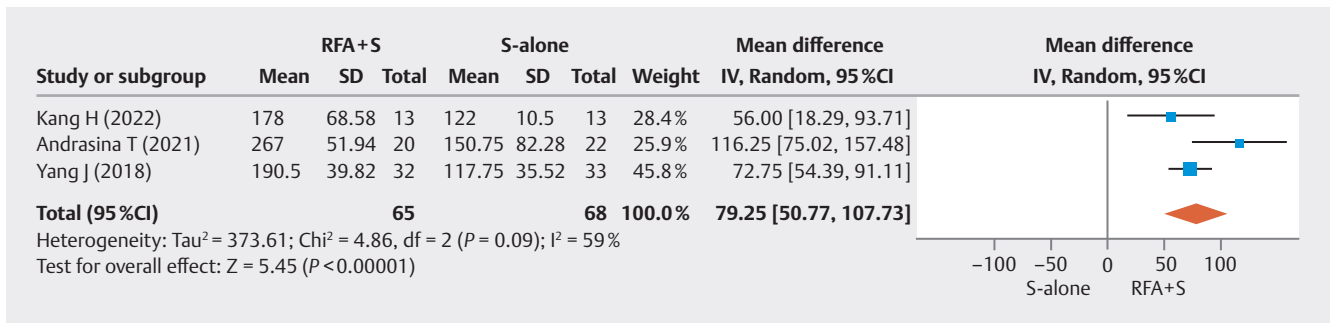 RFA+S S-alone Mean difference Mean difference
Study or subgroup Mean SD Total Mean SD Total Weight IV, Random, 95%CI IV, Random, 95%CI
Kang H (2022) 178 68.58 13 122 10.5 13 28.4% 56.00 [18.29, 93.71]
Andrasina T (2021) 267 51.94 20 150.75 82.28 22 25.9% 116.25 [75.02, 157.48]
Yang J (2018) 190.5 39.82 32 117.75 35.52 33 45.8% 72.75 [54.39, 91.11]
Total (95%CI) 65 68 100.0% 79.25 [50.77, 107.73]
Heterogeneity: Tau² = 373.61; Chi² = 4.86, df = 2 (P = 0.09); I² = 59%
Test for overall effect: Z = 5.45 (P < 0.00001)
−100 −50 0 50 100
S-alone RFA+S